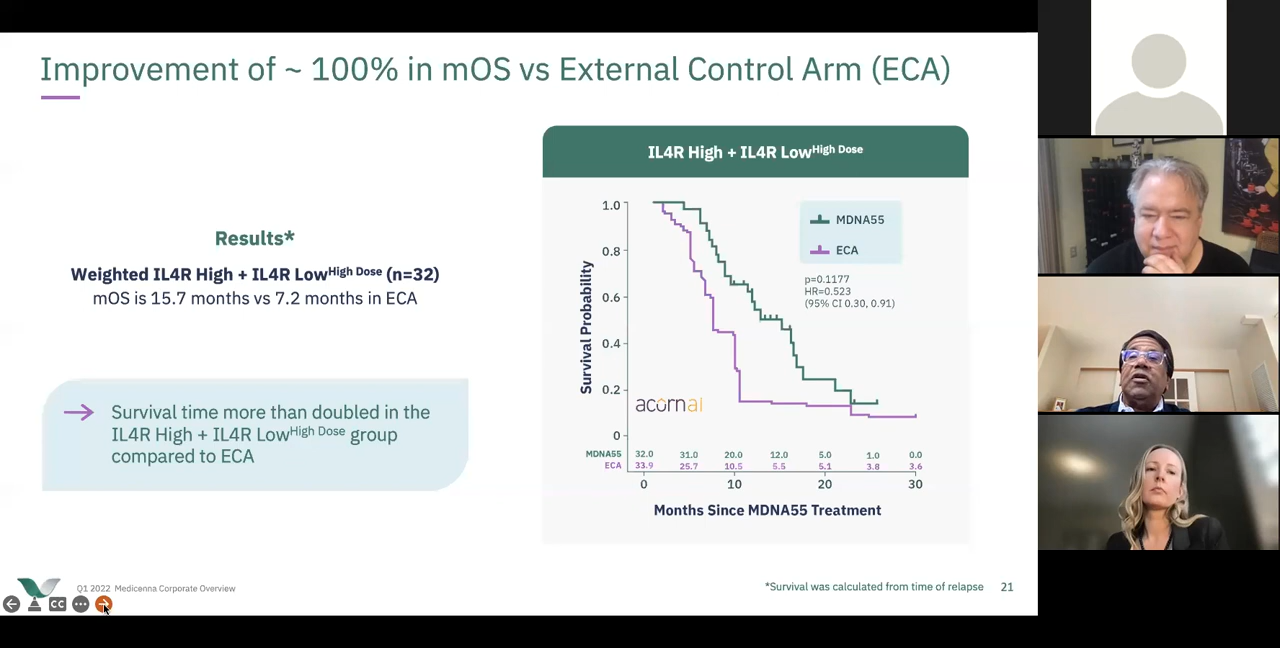 Improvement of ~ 100% in mOS vs External Control Arm (ECA)
Results*
Weighted IL4R High + IL4R Low^High Dose (n=32)
mOS is 15.7 months vs 7.2 months in ECA
Survival time more than doubled in the
IL4R High + IL4R Low^High Dose group
compared to ECA
IL4R High + IL4R Low^High Dose
Survival Probability
1.0
0.8
0.6
0.4
0.2
0
MDNA55
ECA
p=0.1177
HR=0.523
(95% CI 0.30, 0.91)
acornai
MDNA55 32.0 31.0 20.0 12.0 5.0 1.0 0.0
ECA 33.9 25.7 10.5 5.5 5.1 3.8 3.6
0 10 20 30
Months Since MDNA55 Treatment
Q1 2022 Medicenna Corporate Overview
*Survival was calculated from time of relapse 21
CC